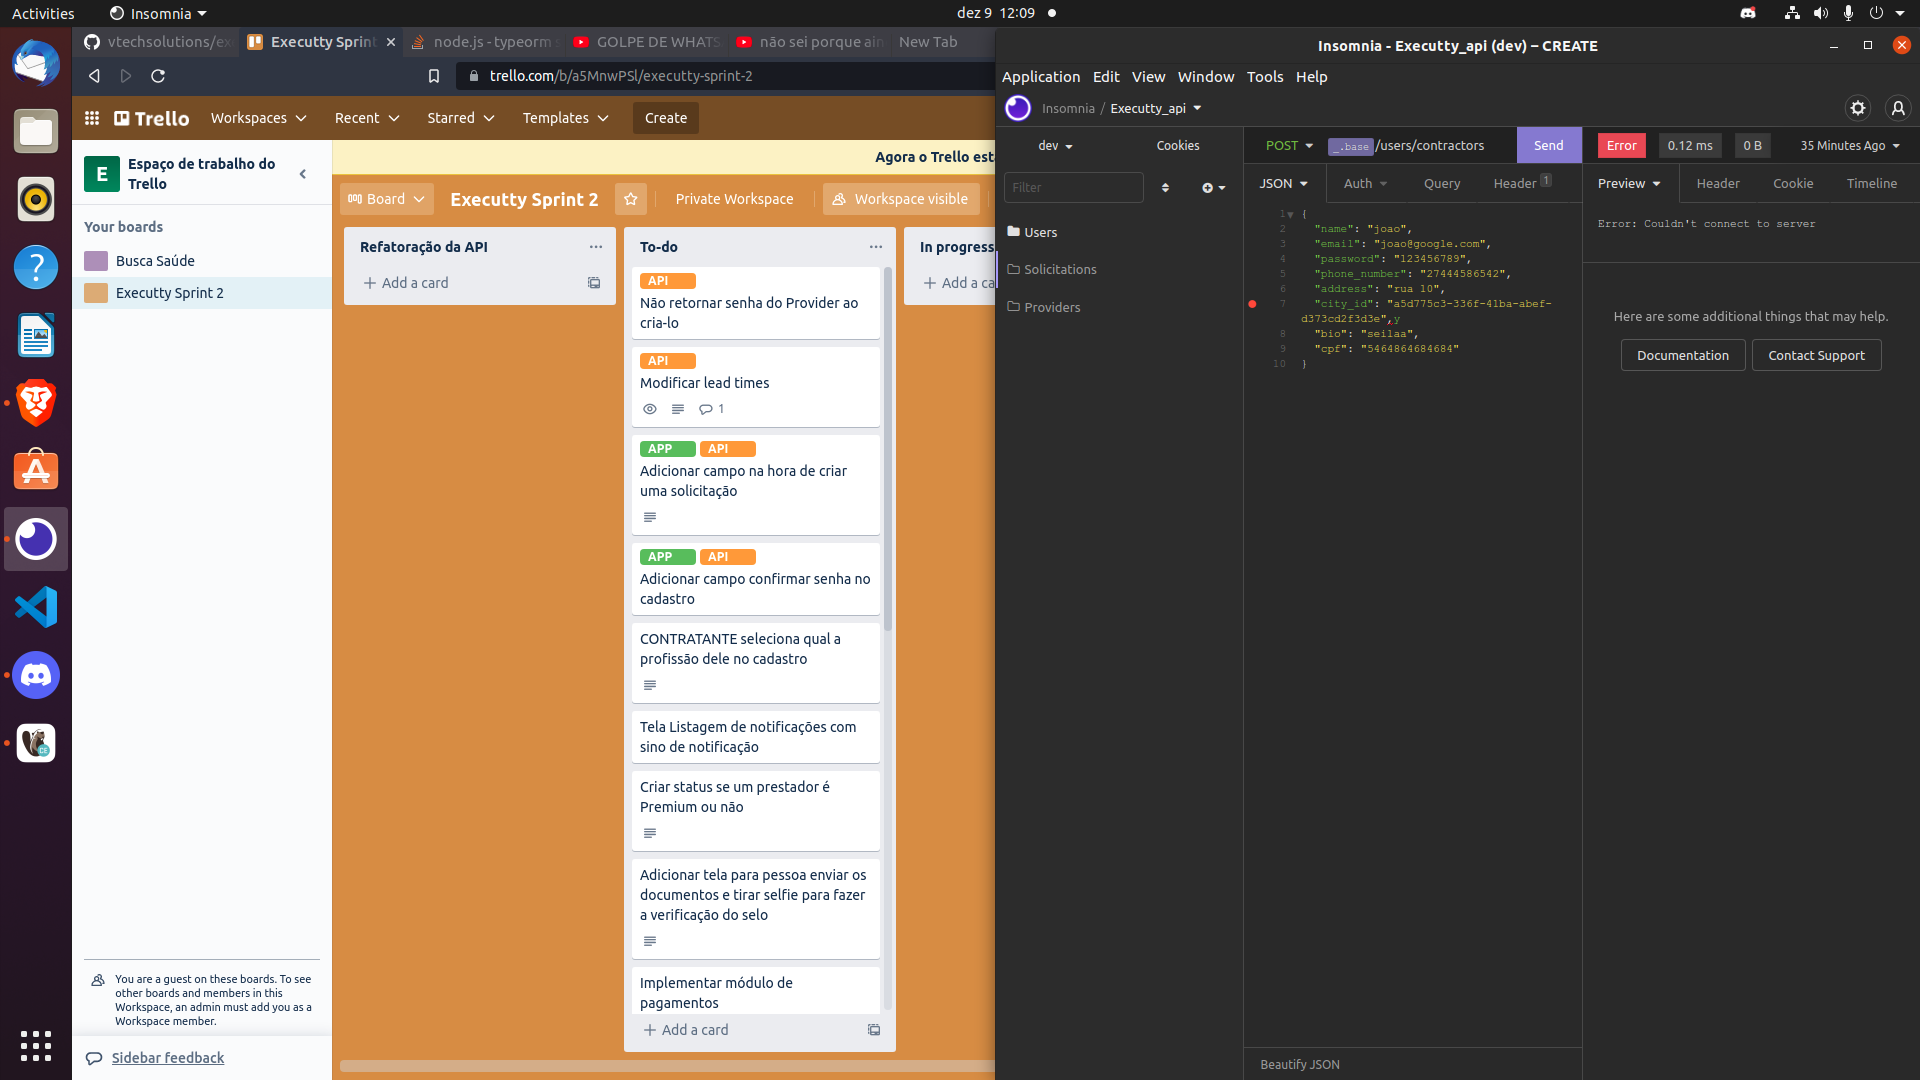 Activities
Insomnia
dez 9 12:09
vtechsolutions/exe
Executty Sprint
node.js - typeorm s
GOLPE DE WHATS
não sei porque ain
New Tab
trello.com/b/a5MnwPSl/executty-sprint-2
Trello
Workspaces
Recent
Starred
Templates
Create
E
Espaço de trabalho do
Trello
Your boards
Busca Saúde
Executty Sprint 2
You are a guest on these boards. To see
other boards and members in this
Workspace, an admin must add you as a
Workspace member.
Sidebar feedback
Agora o Trello está
Board
Executty Sprint 2
Private Workspace
Workspace visible
Refatoração da API
Add a card
To-do
API
Não retornar senha do Provider ao
cria-lo
API
Modificar lead times
1
APP API
Adicionar campo na hora de criar
uma solicitação
APP API
Adicionar campo confirmar senha no
cadastro
CONTRATANTE seleciona qual a
profissão dele no cadastro
Tela Listagem de notificações com
sino de notificação
Criar status se um prestador é
Premium ou não
Adicionar tela para pessoa enviar os
documentos e tirar selfie para fazer
a verificação do selo
Implementar módulo de
pagamentos
Add a card
In progress
Add a ca
Insomnia - Executty_api (dev) – CREATE
Application Edit View Window Tools Help
Insomnia / Executty_api
dev
Cookies
Filter
Users
Solicitations
Providers
POST
_.base/users/contractors
Send
JSON
Auth
Query
Header 1
1 {
2 "name": "joao",
3 "email": "joao@google.com",
4 "password": "123456789",
5 "phone_number": "27444586542",
6 "address": "rua 10",
7 "city_id": "a5d775c3-336f-41ba-abef-
d373cd2f3d3e",y
8 "bio": "seilaa",
9 "cpf": "5464864684684"
10 }
Beautify JSON
Error
0.12 ms
0 B
35 Minutes Ago
Preview
Header
Cookie
Timeline
Error: Couldn't connect to server
Here are some additional things that may help.
Documentation
Contact Support